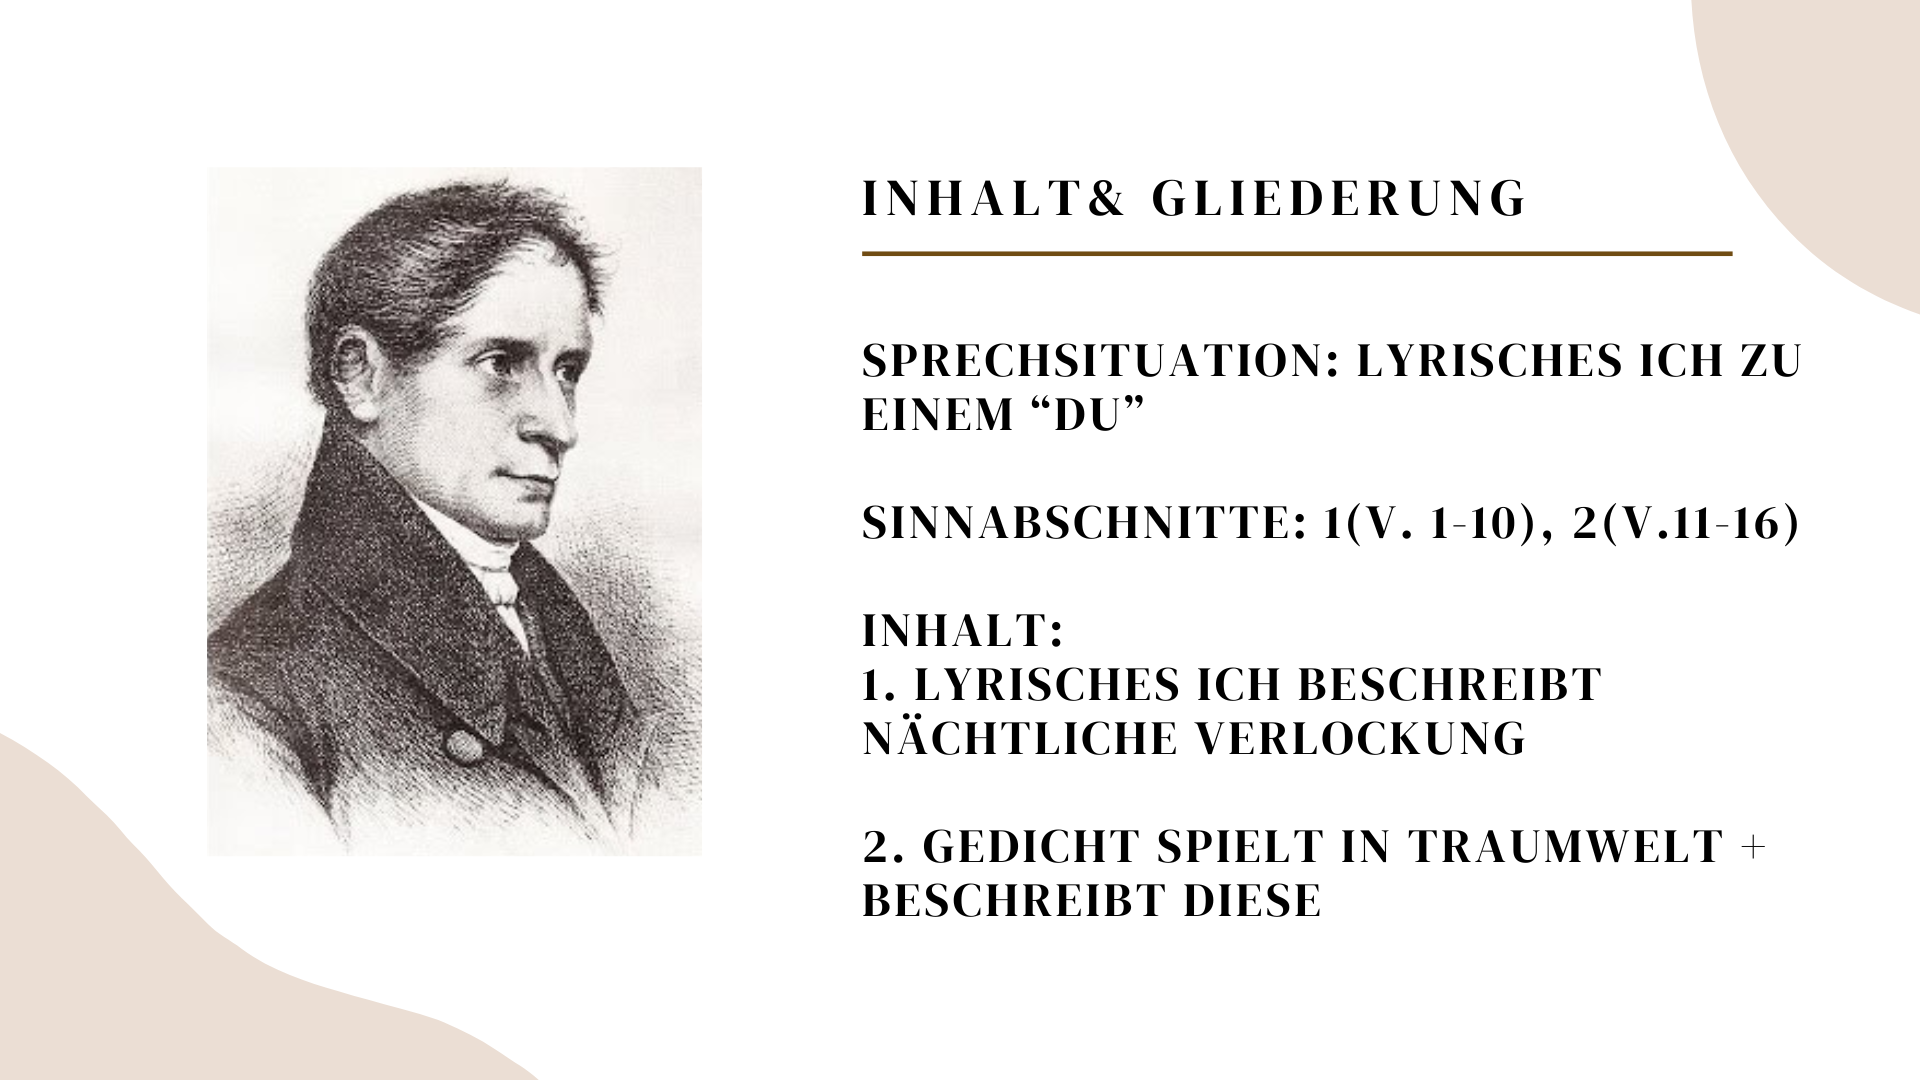 INHALT& GLIEDERUNG
SPRECHSITUATION: LYRISCHES ICH ZU
EINEM “DU”
SINNABSCHNITTE: 1(V. 1-10), 2(V.11-16)
INHALT:
1. LYRISCHES ICH BESCHREIBT
NÄCHTLICHE VERLOCKUNG
2. GEDICHT SPIELT IN TRAUMWELT +
BESCHREIBT DIESE